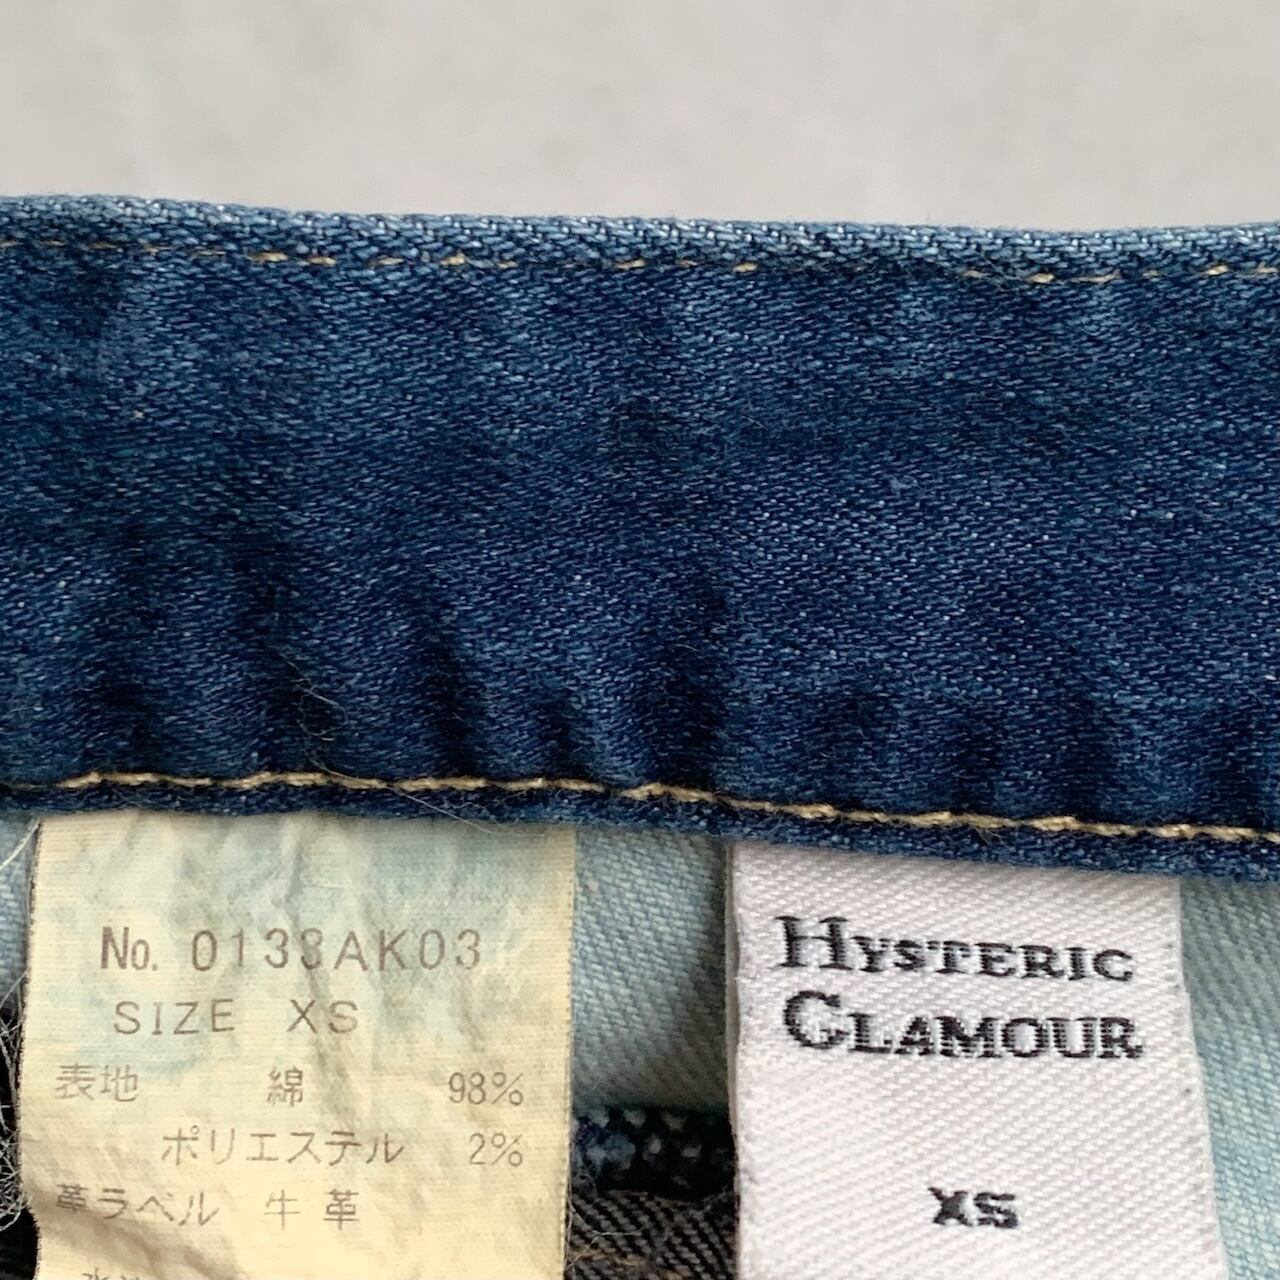 No. 0133AK03
SIZE XS
表地 綿 98%
ポリエステル 2%
革ラベル 牛革
HYSTERIC
GLAMOUR
XS